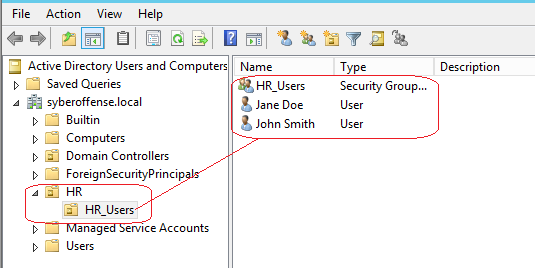 File Action View Help
Active Directory Users and Computers
Saved Queries
syberoffense.local
Builtin
Computers
Domain Controllers
ForeignSecurityPrincipals
HR
HR_Users
Managed Service Accounts
Users
Name Type Description
HR_Users Security Group...
Jane Doe User
John Smith User